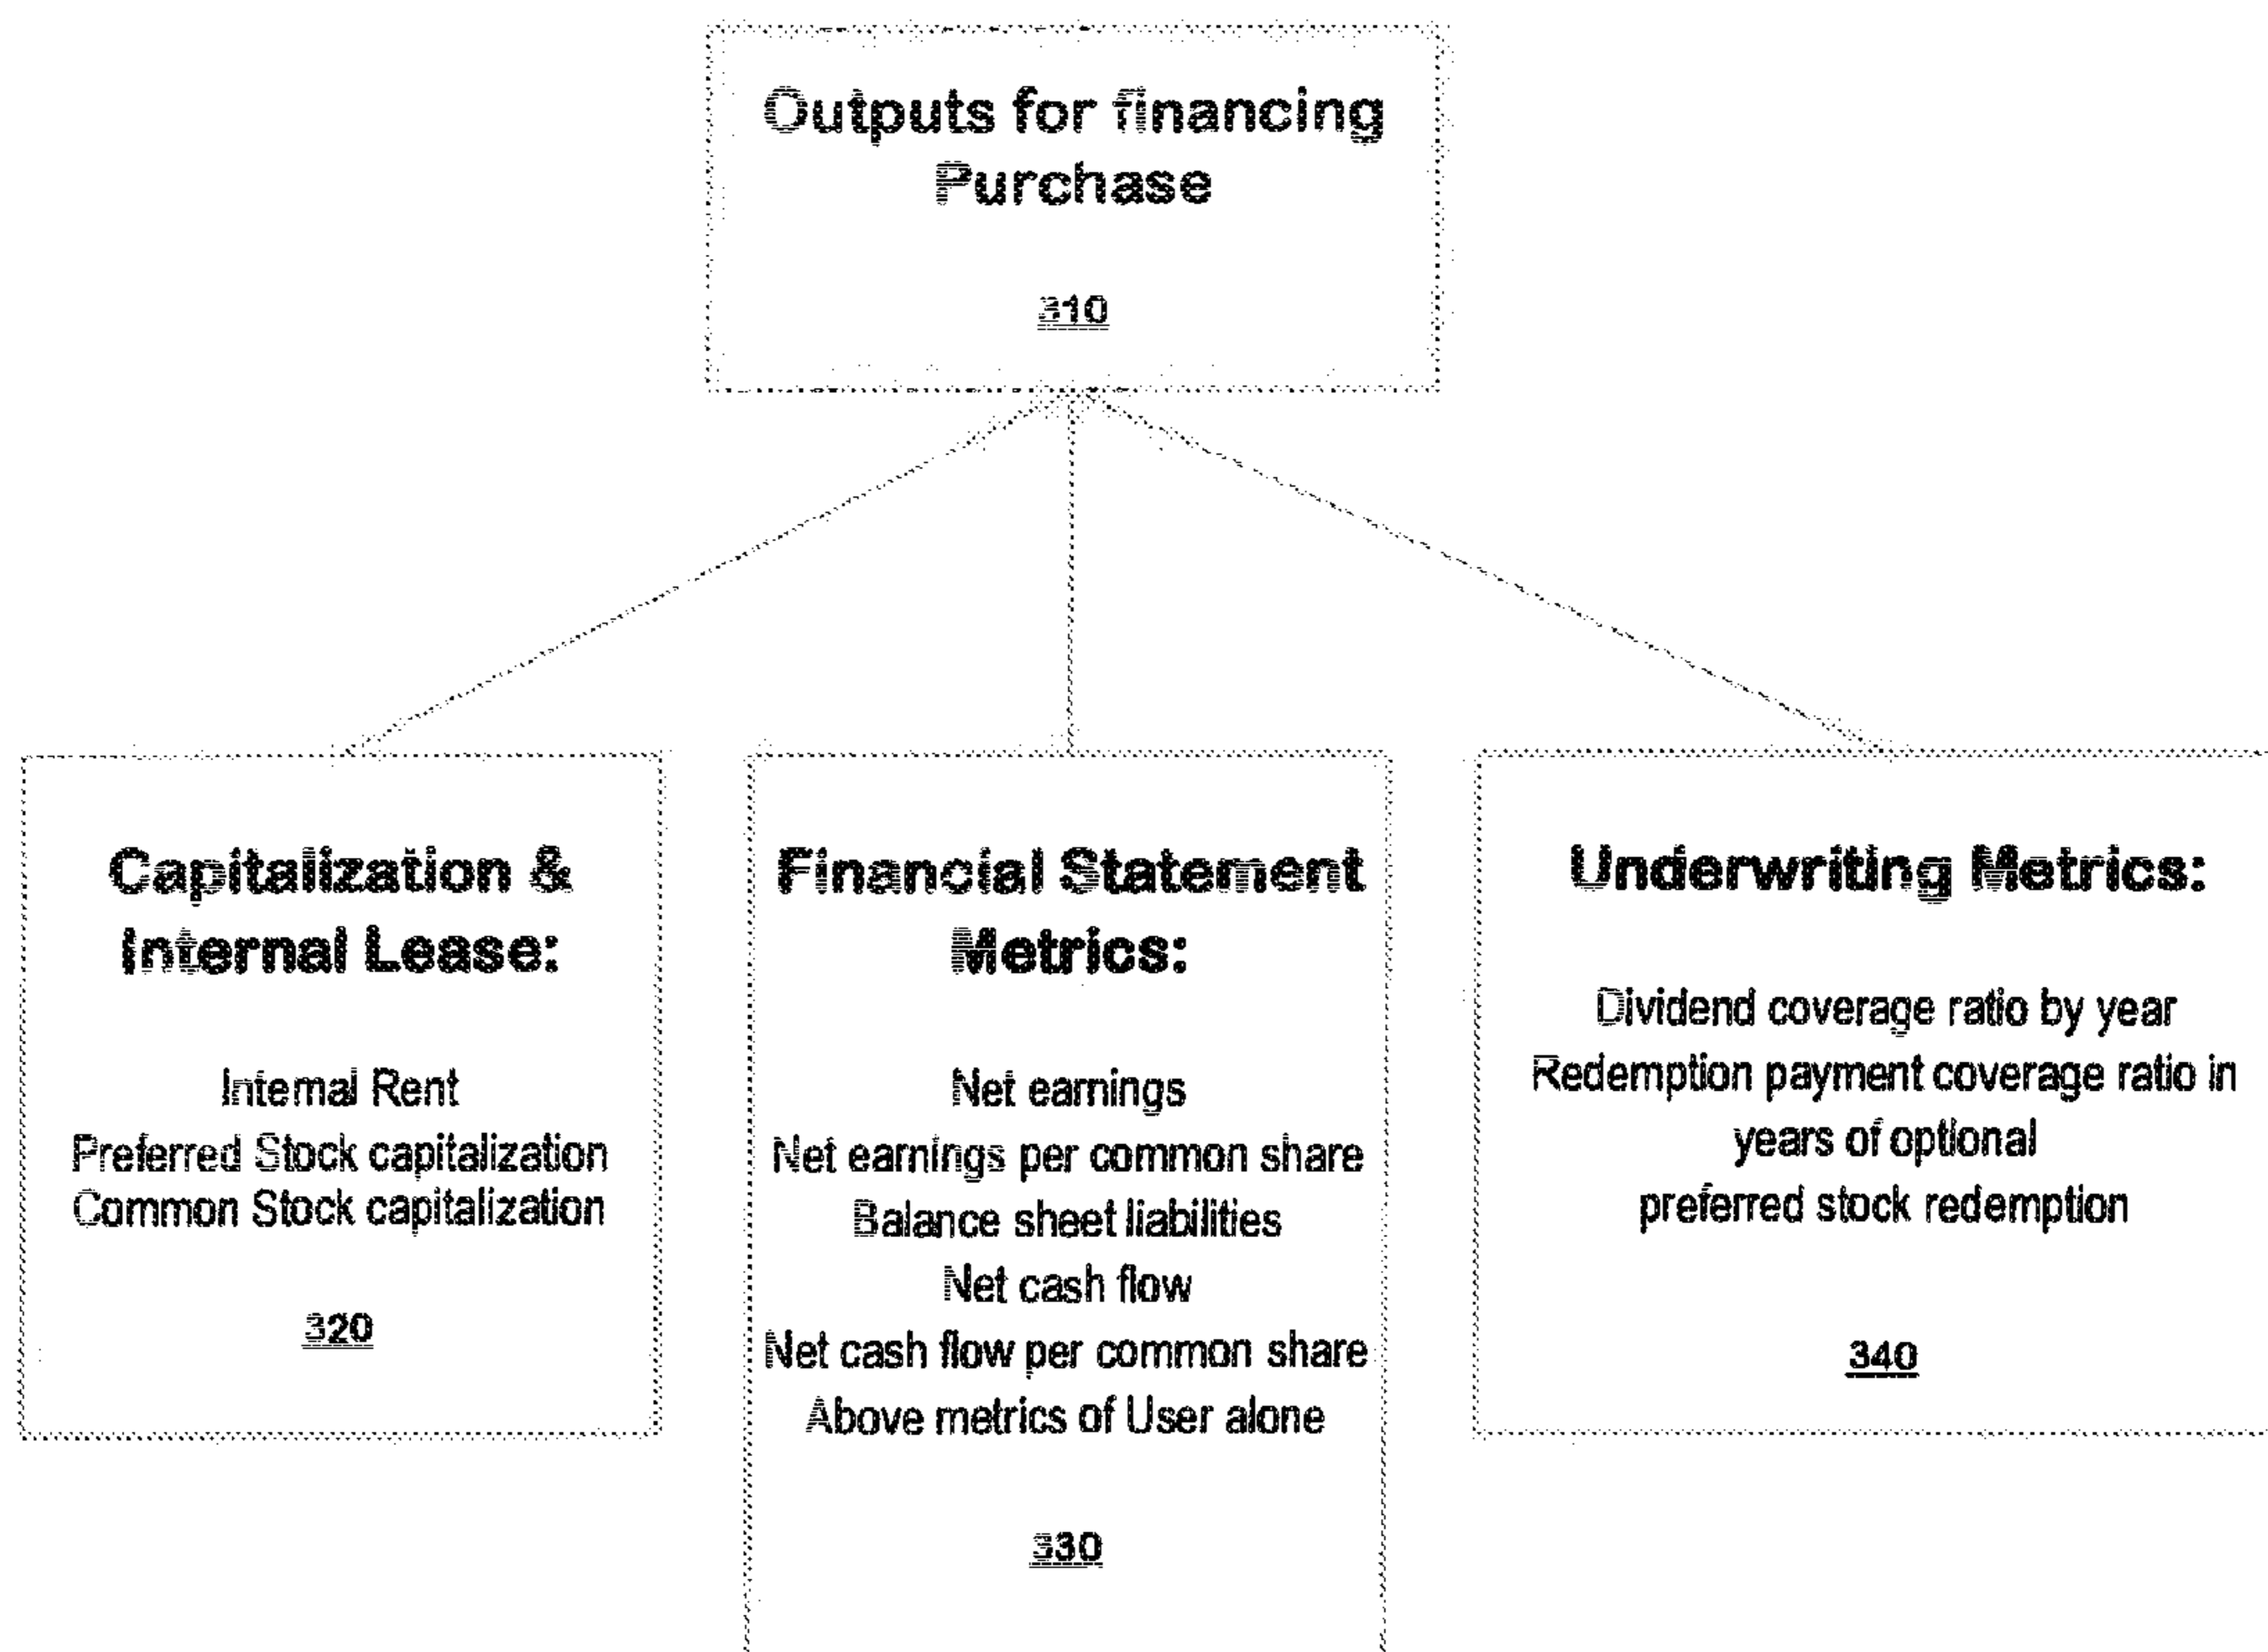 Outputs for financing
Purchase
310
Capitalization &
Internal Lease:
Internal Rent
Preferred Stock capitalization
Common Stock capitalization
320
Financial Statement
Metrics:
Net earnings
Net earnings per common share
Balance sheet liabilities
Net cash flow
Net cash flow per common share
Above metrics of User alone
330
Underwriting Metrics:
Dividend coverage ratio by year
Redemption payment coverage ratio in
years of optional
preferred stock redemption
340